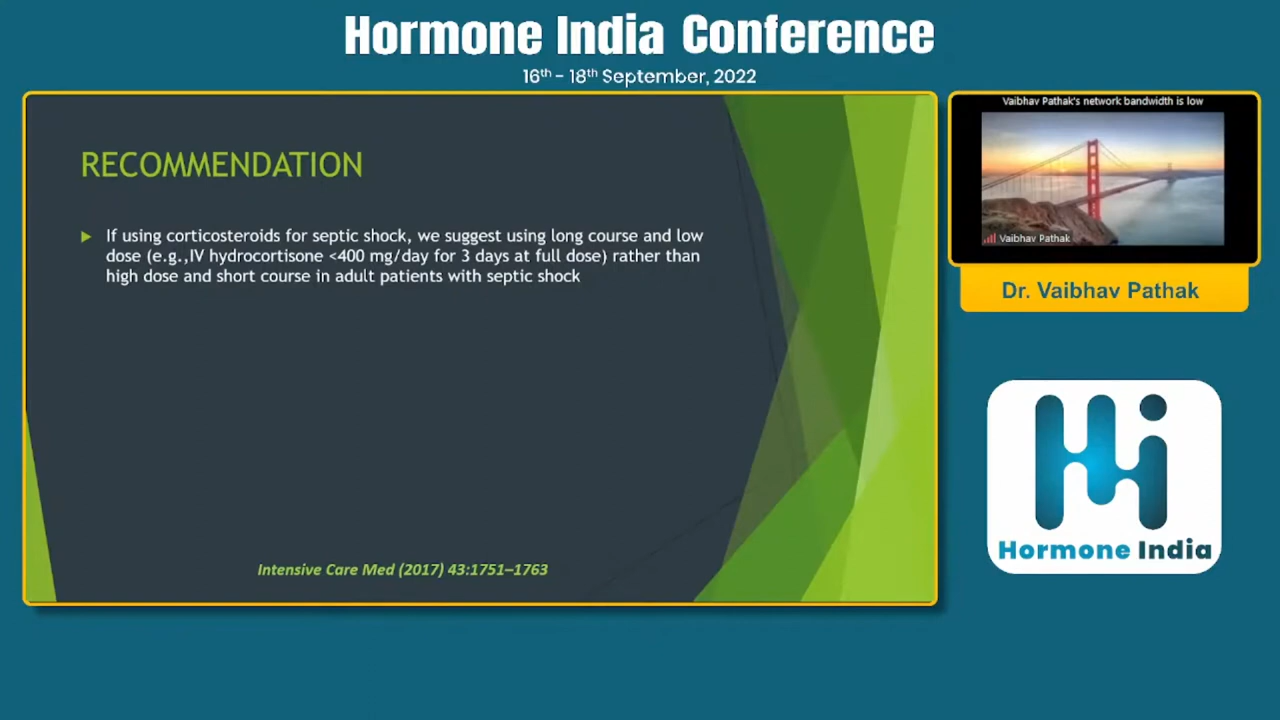 Hormone India Conference
16th - 18th September, 2022
RECOMMENDATION
If using corticosteroids for septic shock, we suggest using long course and low
dose (e.g.,IV hydrocortisone <400 mg/day for 3 days at full dose) rather than
high dose and short course in adult patients with septic shock
Intensive Care Med (2017) 43:1751–1763
Vaibhav Pathak's network bandwidth is low
Vaibhav Pathak
Dr. Vaibhav Pathak
Hi
Hormone India